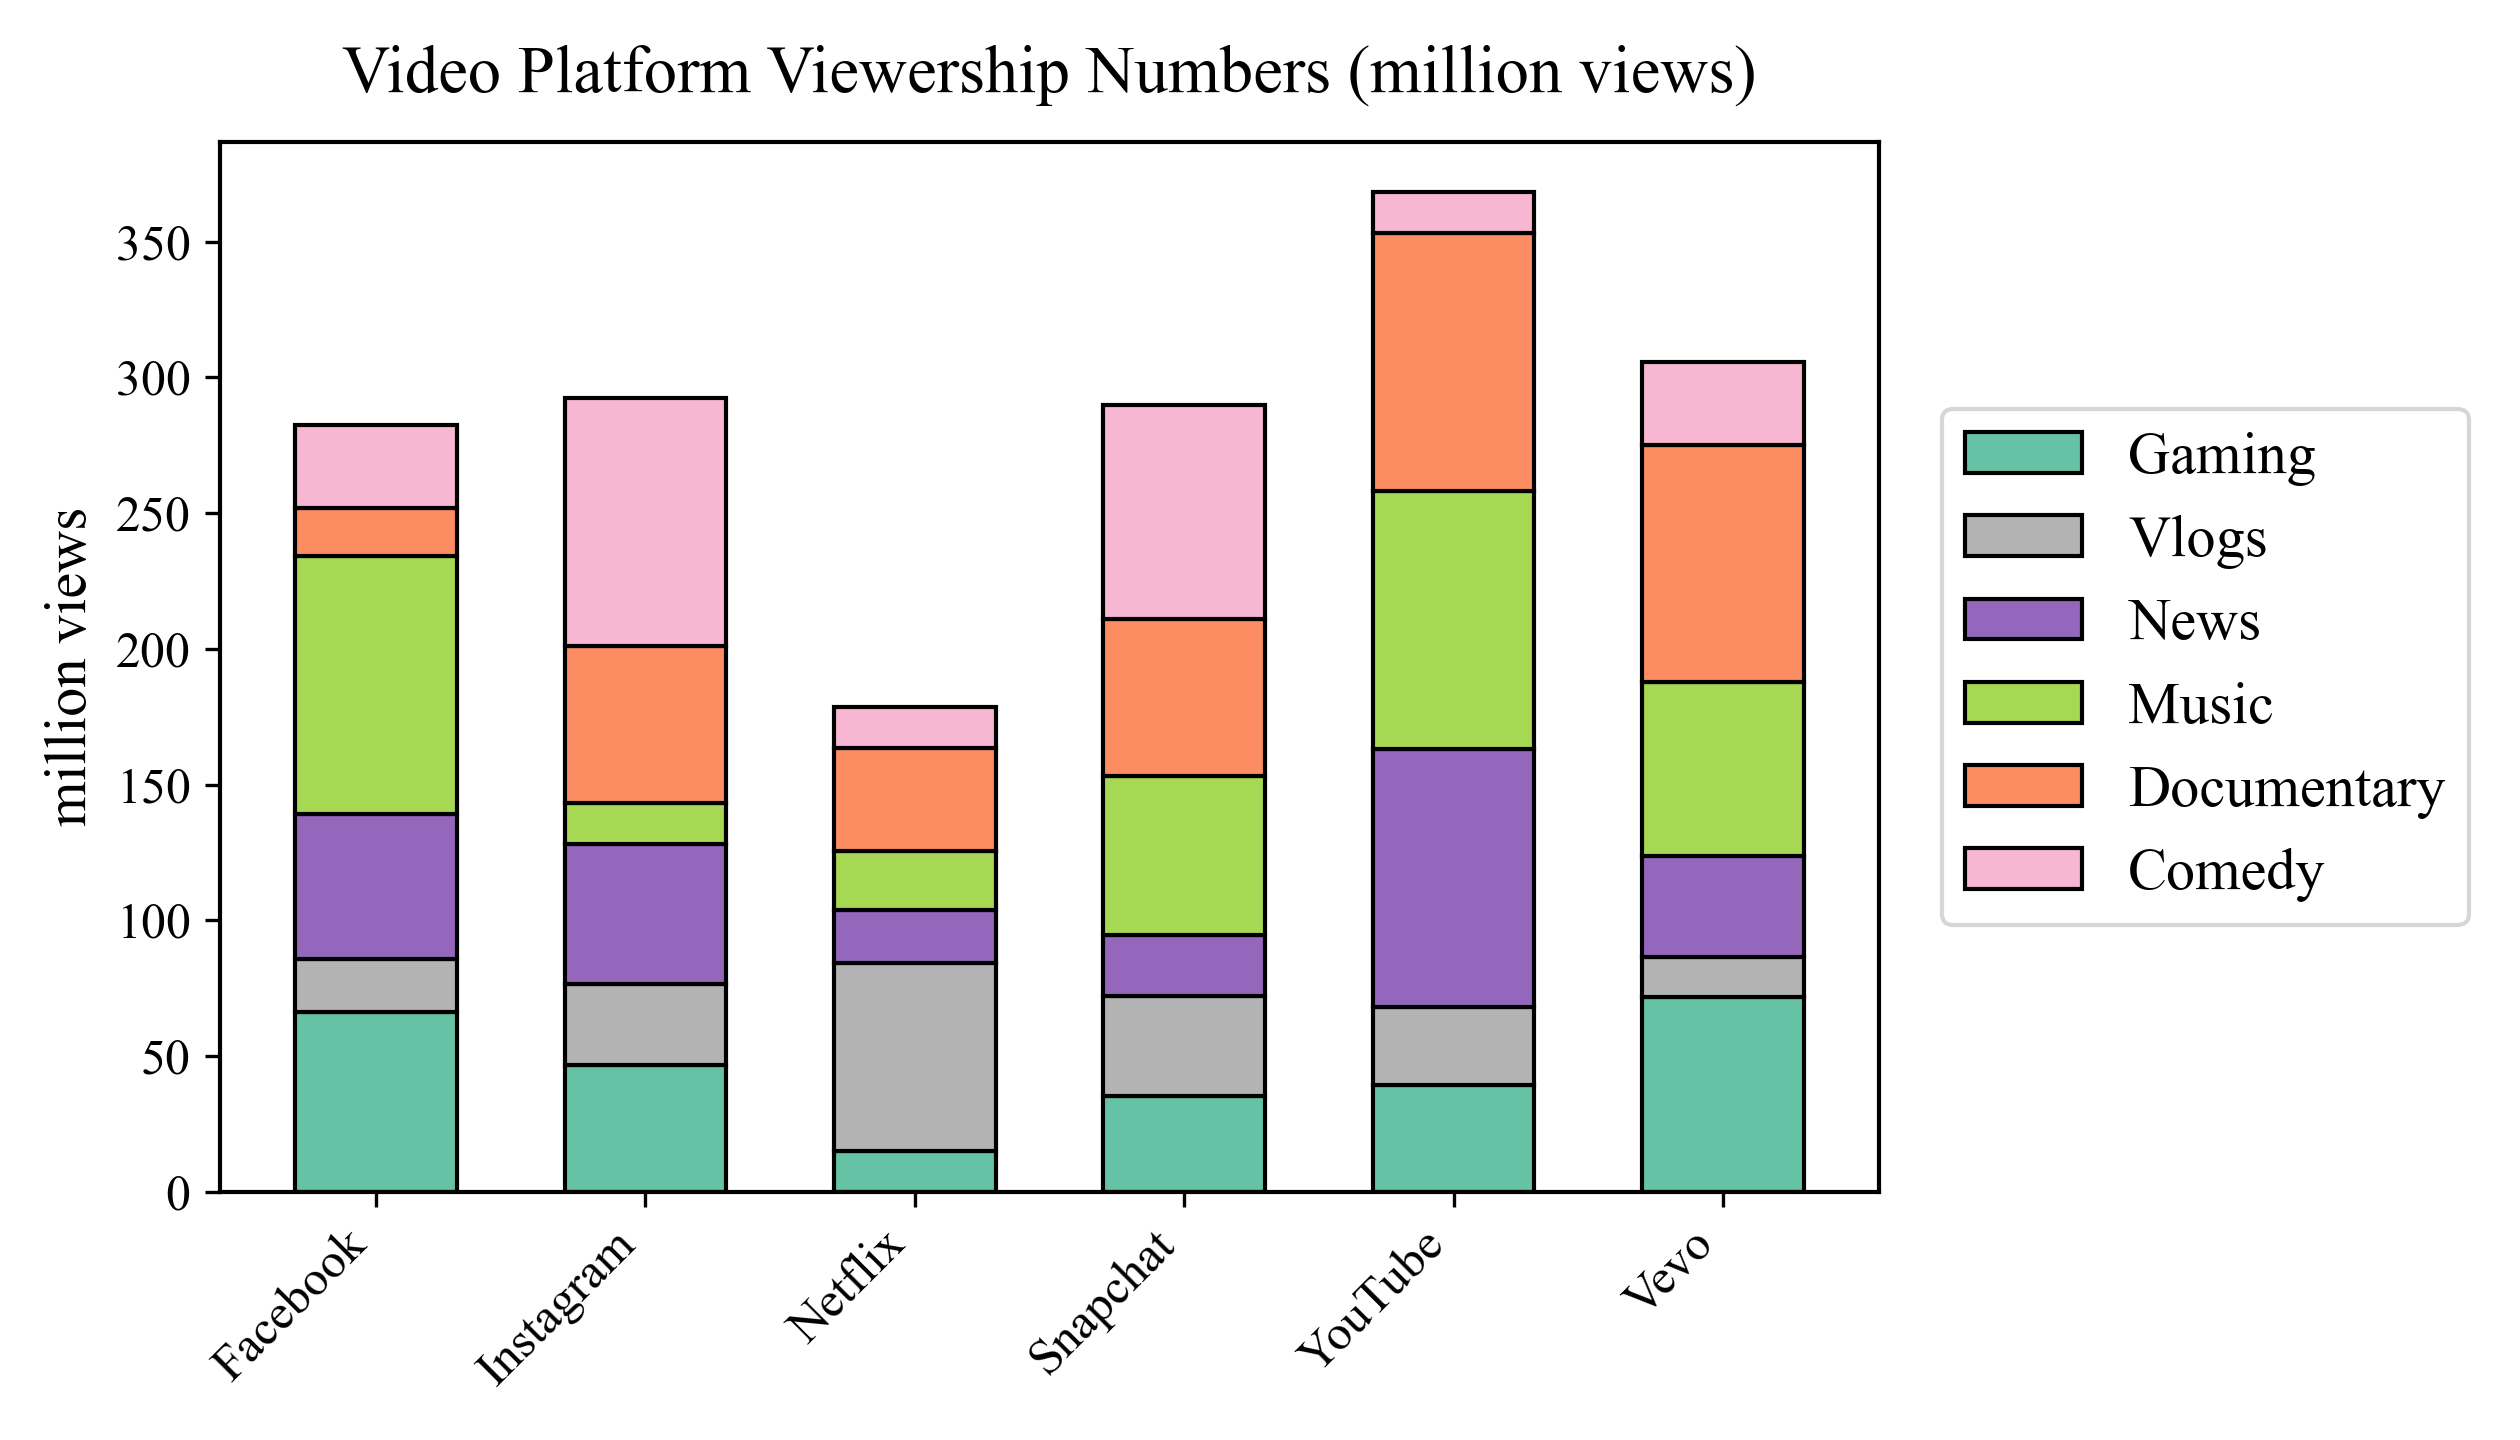 Video Platform Viewership Numbers (million views)
million views
350
300
250
200
150
100
50
0
Facebook
Instagram
Netflix
Snapchat
YouTube
Vevo
Gaming
Vlogs
News
Music
Documentary
Comedy